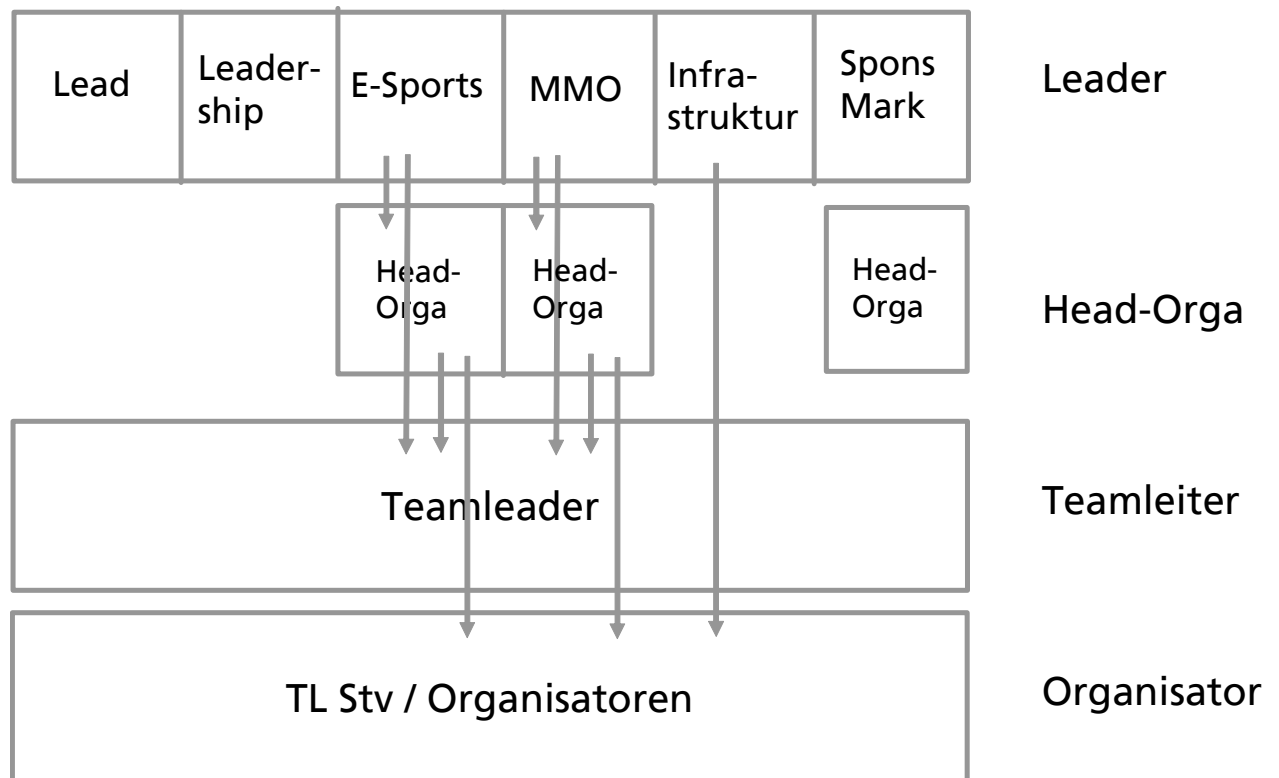 Lead
Leader-
ship
E-Sports
MMO
Infra-
struktur
Spons
Mark
Leader
Head-
Orga
Head-
Orga
Head-
Orga
Head-Orga
Teamleader
Teamleiter
TL Stv / Organisatoren
Organisator